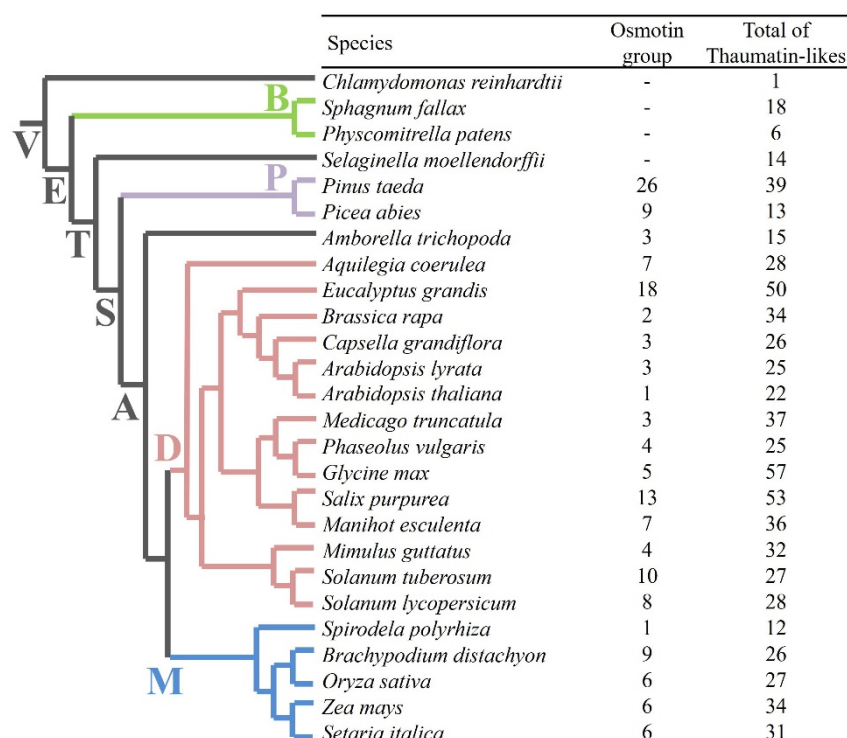 Species Osmotin group Total of Thaumatin-likes
Chlamydomonas reinhardtii - 1
B Sphagnum fallax - 18
V Physcomitrella patens - 6
Selaginella moellendorffii - 14
E P Pinus taeda 26 39
Picea abies 9 13
T Amborella trichopoda 3 15
Aquilegia coerulea 7 28
S Eucalyptus grandis 18 50
Brassica rapa 2 34
Capsella grandiflora 3 26
Arabidopsis lyrata 3 25
A Arabidopsis thaliana 1 22
Medicago truncatula 3 37
D Phaseolus vulgaris 4 25
Glycine max 5 57
Salix purpurea 13 53
Manihot esculenta 7 36
Mimulus guttatus 4 32
Solanum tuberosum 10 27
Solanum lycopersicum 8 28
Spirodela polyrhiza 1 12
Brachypodium distachyon 9 26
M Oryza sativa 6 27
Zea mays 6 34
Setaria italica 6 31